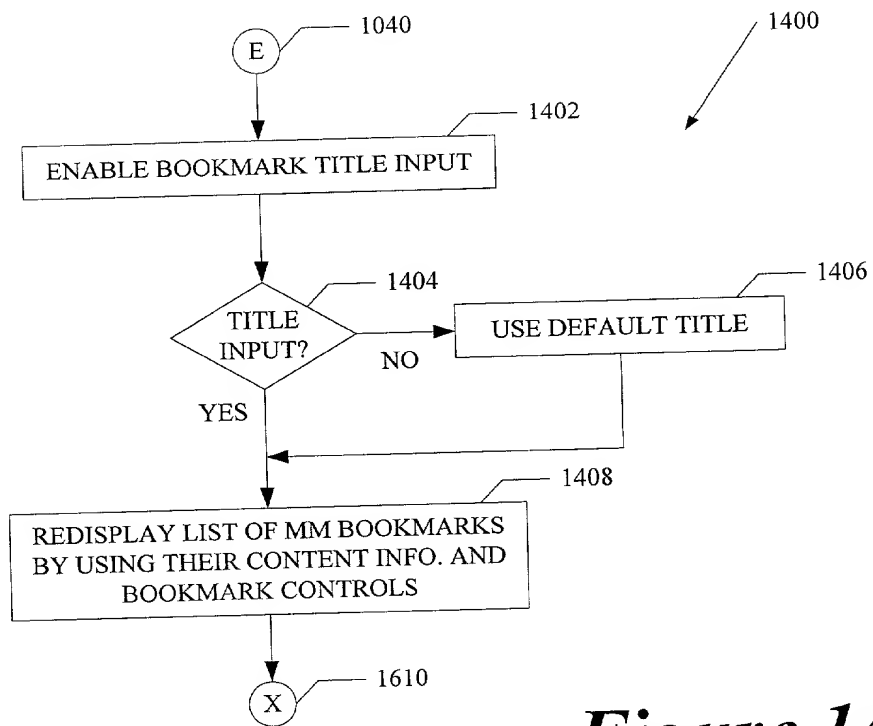 E
1040
1400
1402
ENABLE BOOKMARK TITLE INPUT
1404
1406
TITLE
INPUT?
USE DEFAULT TITLE
NO
YES
1408
REDISPLAY LIST OF MM BOOKMARKS
BY USING THEIR CONTENT INFO. AND
BOOKMARK CONTROLS
X
1610